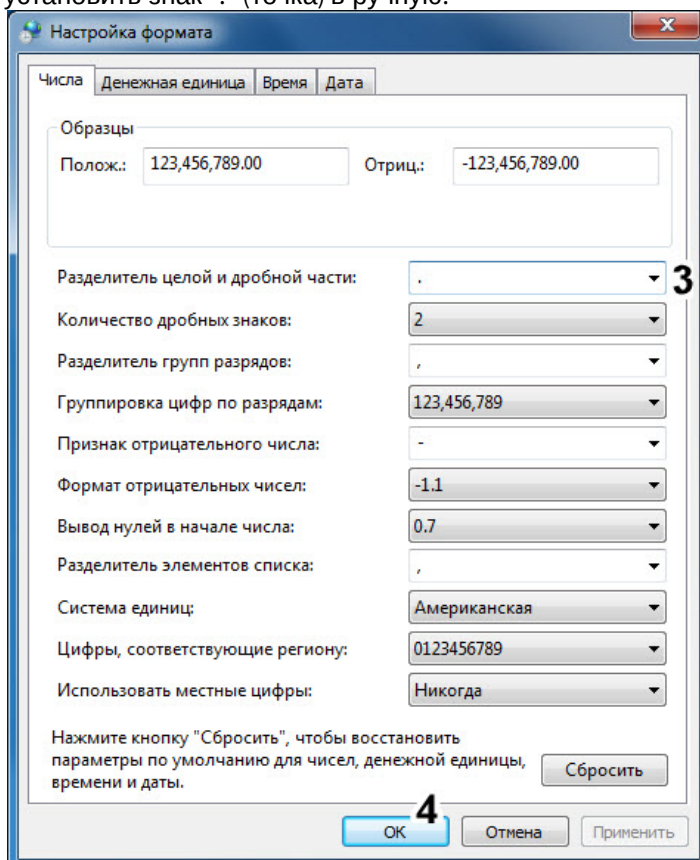 установить знак "." (точка) в ручную.
Настройка формата
Числа Денежная единица Время Дата
Образцы
Полож.: 123,456,789.00 Отриц.: -123,456,789.00
Разделитель целой и дробной части: . 3
Количество дробных знаков: 2
Разделитель групп разрядов: ,
Группировка цифр по разрядам: 123,456,789
Признак отрицательного числа: -
Формат отрицательных чисел: -1.1
Вывод нулей в начале числа: 0.7
Разделитель элементов списка: ,
Система единиц: Американская
Цифры, соответствующие региону: 0123456789
Использовать местные цифры: Никогда
Нажмите кнопку "Сбросить", чтобы восстановить
параметры по умолчанию для чисел, денежной единицы,
времени и даты.
Сбросить
4
ОК Отмена Применить